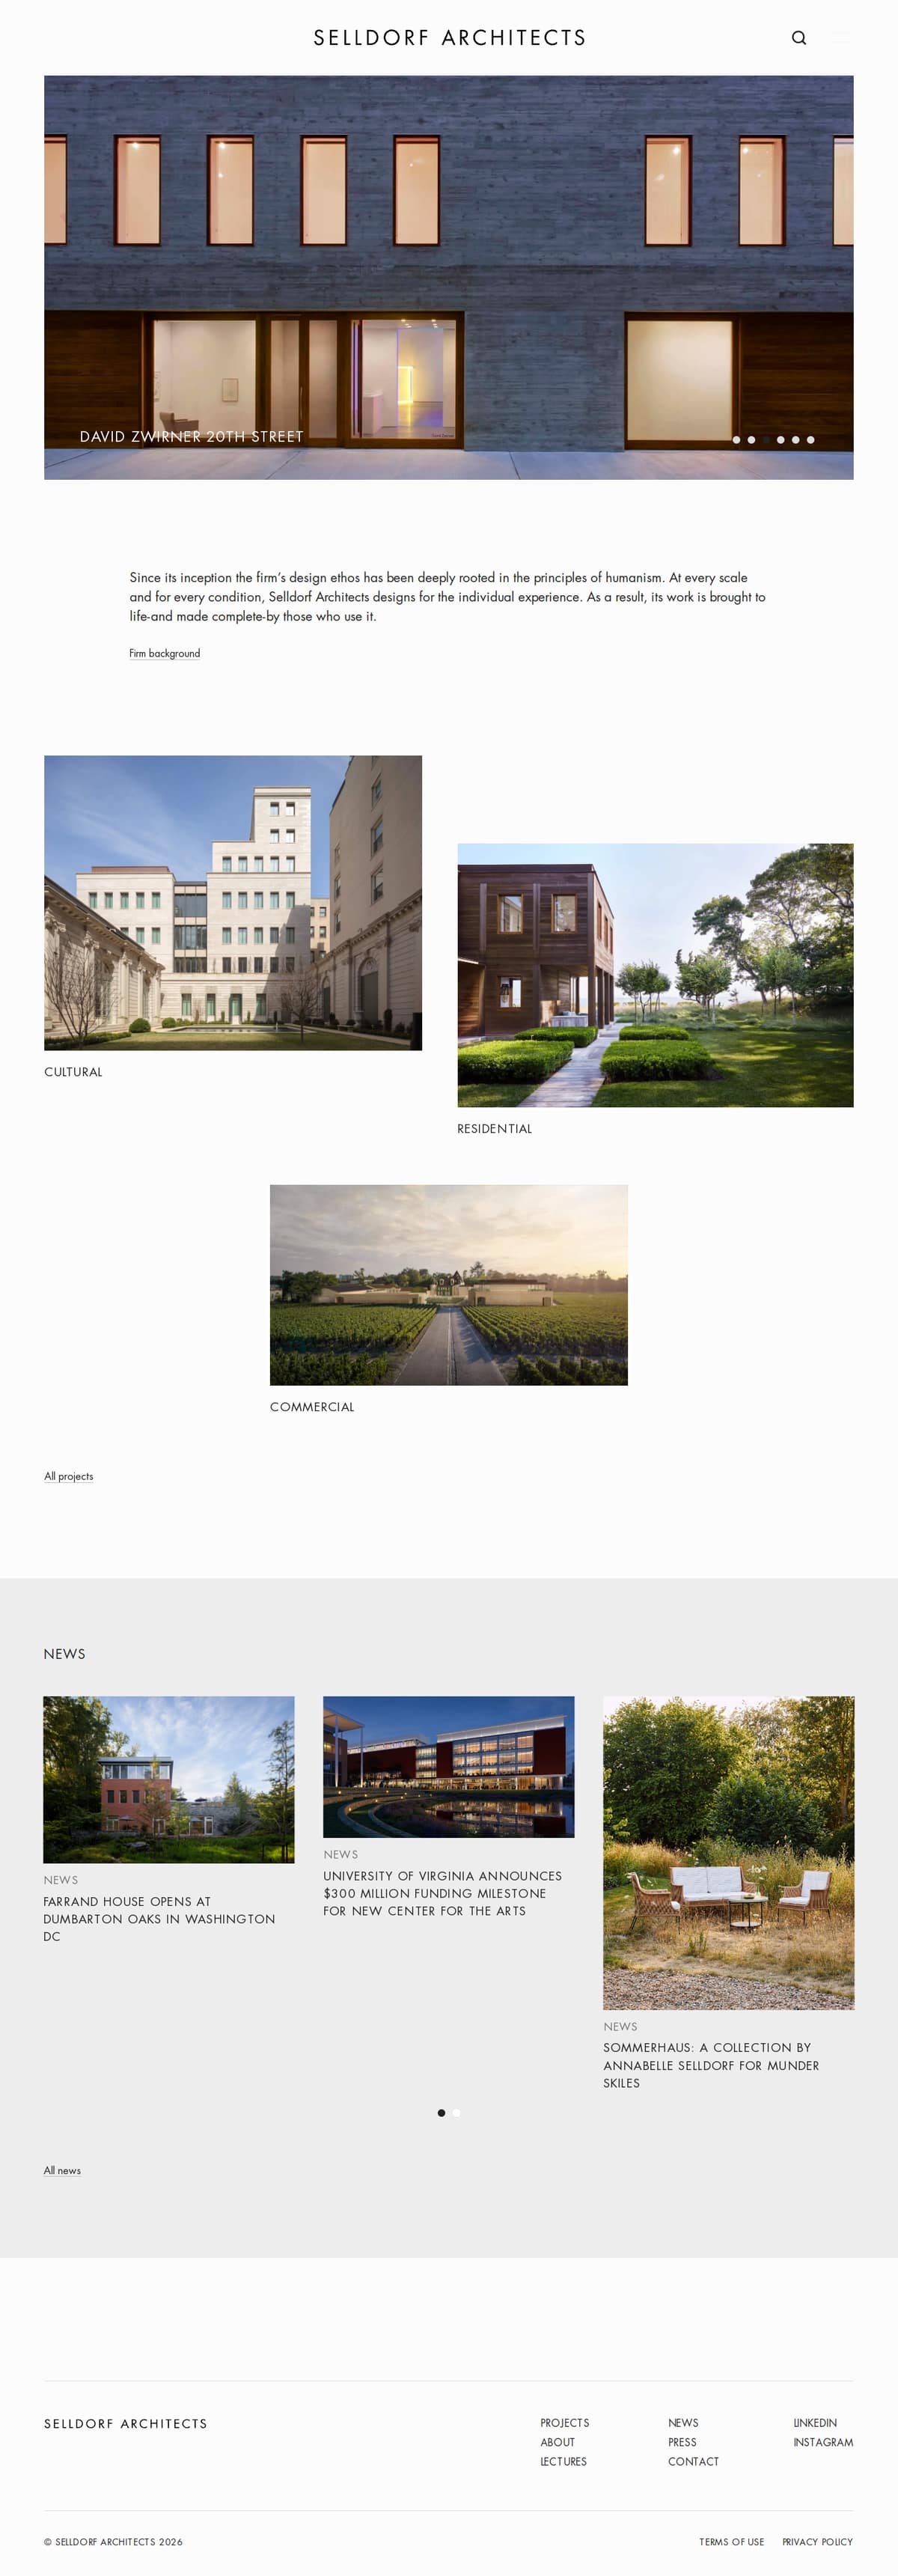 SELLDORF ARCHITECTS
DAVID ZWIRNER 20TH STREET
Since its inception the firm’s design ethos has been deeply rooted in the principles of humanism. At every scale
and for every condition, Selldorf Architects designs for the individual experience. As a result, its work is brought to
life-and made complete-by those who use it.
Firm background
CULTURAL
RESIDENTIAL
COMMERCIAL
All projects
NEWS
NEWS
FARRAND HOUSE OPENS AT
DUMBARTON OAKS IN WASHINGTON
DC
NEWS
UNIVERSITY OF VIRGINIA ANNOUNCES
$300 MILLION FUNDING MILESTONE
FOR NEW CENTER FOR THE ARTS
NEWS
SOMMERHAUS: A COLLECTION BY
ANNABELLE SELLDORF FOR MUNDER
SKILES
All news
SELLDORF ARCHITECTS
PROJECTS
ABOUT
LECTURES
NEWS
PRESS
CONTACT
LINKEDIN
INSTAGRAM
© SELLDORF ARCHITECTS 2026
TERMS OF USE
PRIVACY POLICY